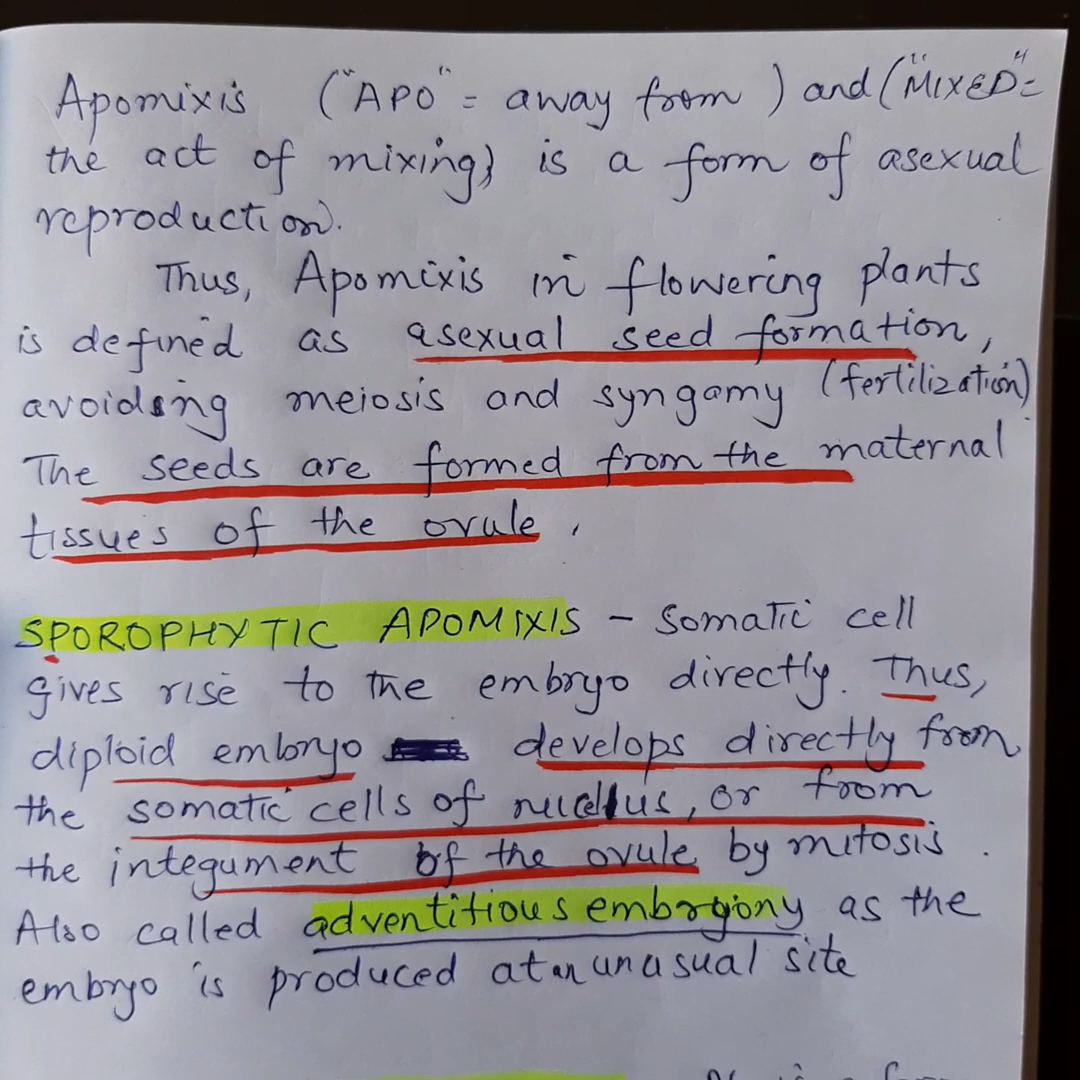 Apomixis ("APO" = away from ) and ("MIXED" =
the act of mixing) is a form of asexual
reproduction.
Thus, Apomixis in flowering plants
is defined as asexual seed formation,
avoiding meiosis and syngamy (fertilization)
The seeds are formed from the maternal
tissues of the ovule .
SPOROPHYTIC APOMIXIS - Somatic cell
gives rise to the embryo directly. Thus,
diploid embryo develops directly from
the somatic cells of nucellus, or from
the integument of the ovule by mitosis .
Also called adventitious embryony as the
embryo is produced at an unusual site